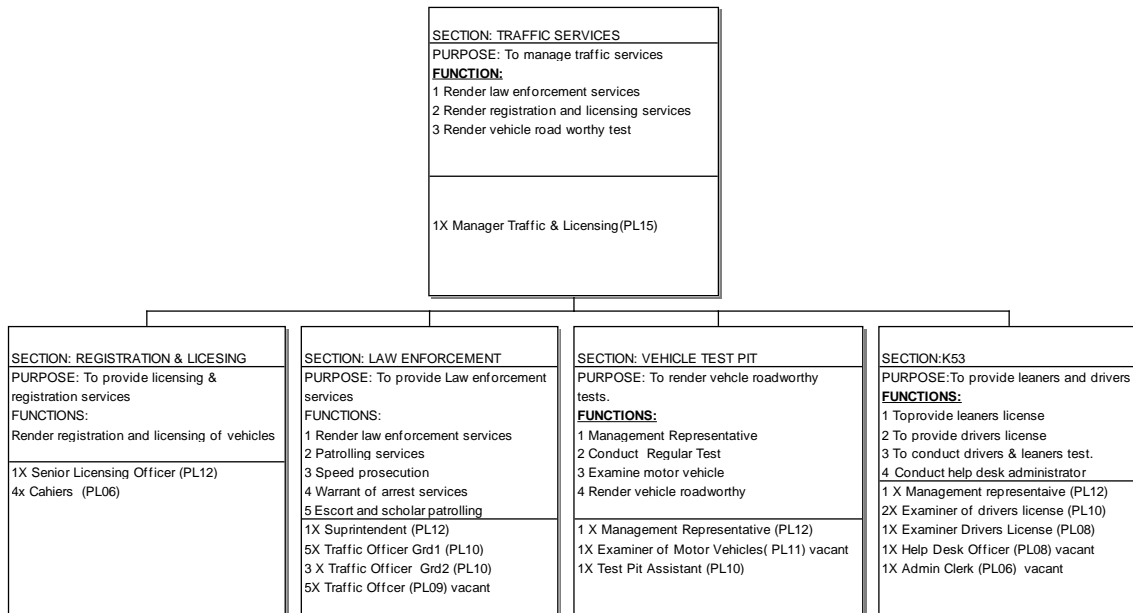 SECTION: TRAFFIC SERVICES
PURPOSE: To manage traffic services
FUNCTION:
1 Render law enforcement services
2 Render registration and licensing services
3 Render vehicle road worthy test
1X Manager Traffic & Licensing(PL15)
SECTION: REGISTRATION & LICESING
PURPOSE: To provide licensing &
registration services
FUNCTIONS:
Render registration and licensing of vehicles
1X Senior Licensing Officer (PL12)
4x Cahiers (PL06)
SECTION: LAW ENFORCEMENT
PURPOSE: To provide Law enforcement
services
FUNCTIONS:
1 Render law enforcement services
2 Patrolling services
3 Speed prosecution
4 Warrant of arrest services
5 Escort and scholar patrolling
1X Suprintendent (PL12)
5X Traffic Officer Grd1 (PL10)
3 X Traffic Officer Grd2 (PL10)
5X Traffic Offcer (PL09) vacant
SECTION: VEHICLE TEST PIT
PURPOSE: To render vehcle roadworthy
tests.
FUNCTIONS:
1 Management Representative
2 Conduct Regular Test
3 Examine motor vehicle
4 Render vehicle roadworthy
1 X Management Representative (PL12)
1X Examiner of Motor Vehicles( PL11) vacant
1X Test Pit Assistant (PL10)
SECTION:K53
PURPOSE:To provide leaners and drivers
FUNCTIONS:
1 Toprovide leaners license
2 To provide drivers license
3 To conduct drivers & leaners test.
4 Conduct help desk administrator
1 X Management representaive (PL12)
2X Examiner of drivers license (PL10)
1X Examiner Drivers License (PL08)
1X Help Desk Officer (PL08) vacant
1X Admin Clerk (PL06) vacant